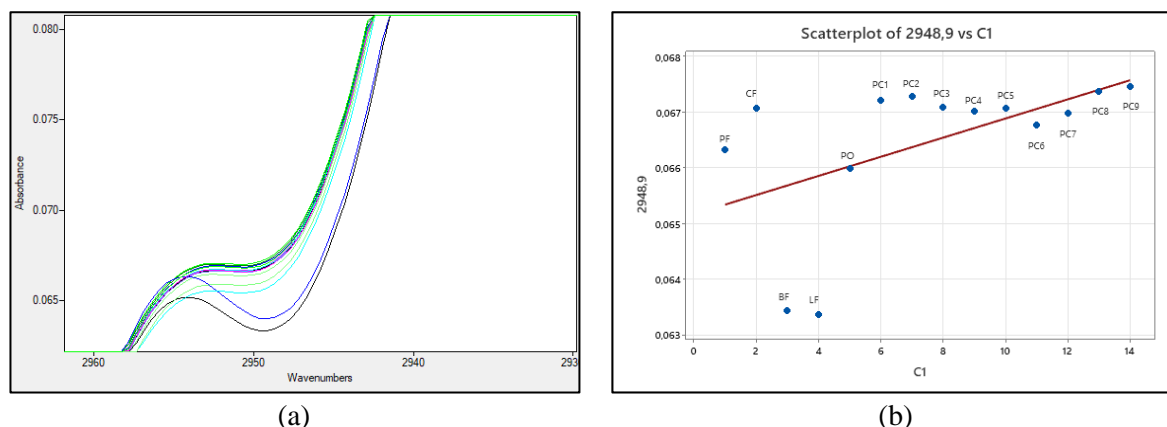 0.080
0.075
0.070
0.065
Absorbance
2960
2950
2940
293
Wavenumbers
(a)
Scatterplot of 2948,9 vs C1
0,068
0,067
0,066
0,065
0,064
0,063
2948,9
PF
CF
BF
LF
PO
PC1
PC2
PC3
PC4
PC5
PC6
PC7
PC8
PC9
0
2
4
6
8
10
12
14
C1
(b)